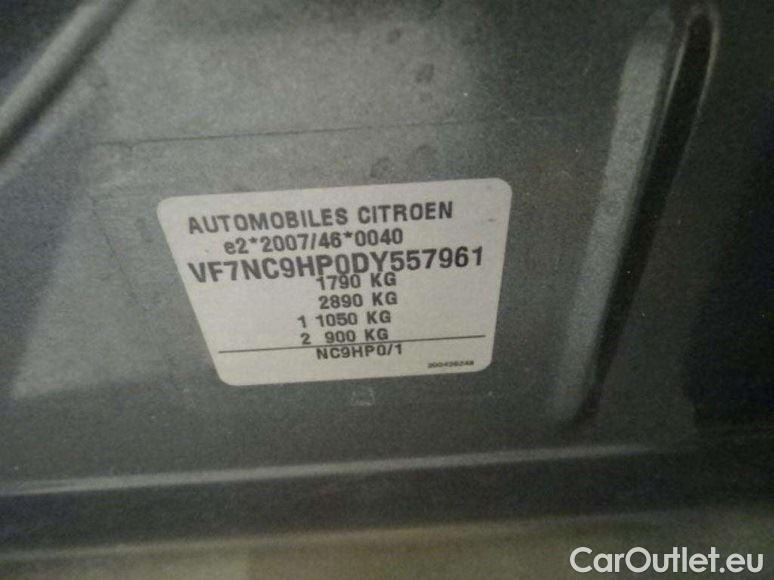 AUTOMOBILES CITROEN
e2*2007/46*0040
VF7NC9HP0DY557961
1790 KG
2890 KG
1 1050 KG
2 900 KG
NC9HP0/1
CarOutlet.eu